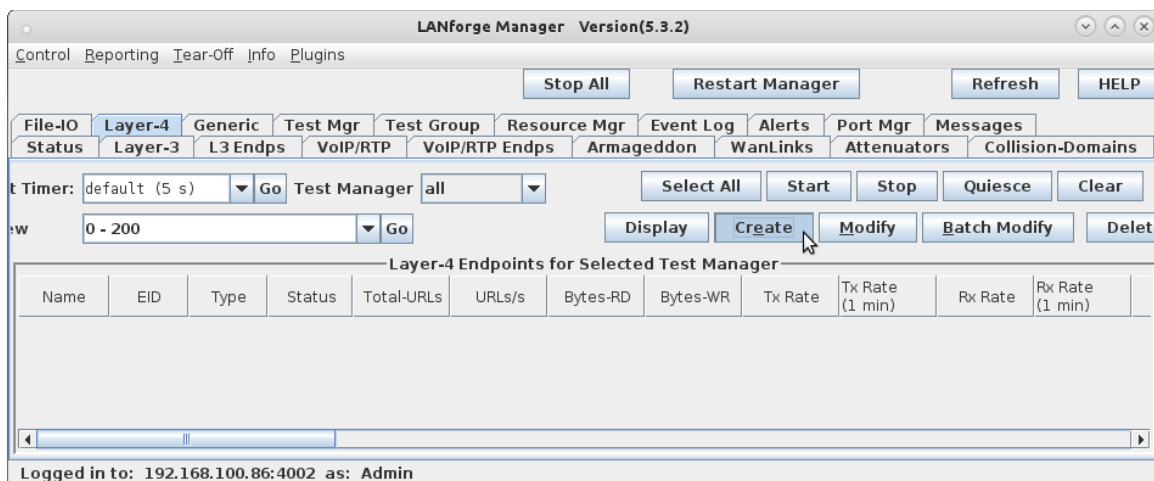 LANforge Manager Version(5.3.2)
Control Reporting Tear-Off Info Plugins
Stop All Restart Manager Refresh HELP
File-IO Layer-4 Generic Test Mgr Test Group Resource Mgr Event Log Alerts Port Mgr Messages
Status Layer-3 L3 Endps VoIP/RTP VoIP/RTP Endps Armageddon WanLinks Attenuators Collision-Domains
t Timer: default (5 s) Go Test Manager all Select All Start Stop Quiesce Clear
ew 0 - 200 Go Display Create Modify Batch Modify Delet
Layer-4 Endpoints for Selected Test Manager
Name EID Type Status Total-URLs URLs/s Bytes-RD Bytes-WR Tx Rate Tx Rate (1 min) Rx Rate Rx Rate (1 min)
Logged in to: 192.168.100.86:4002 as: Admin